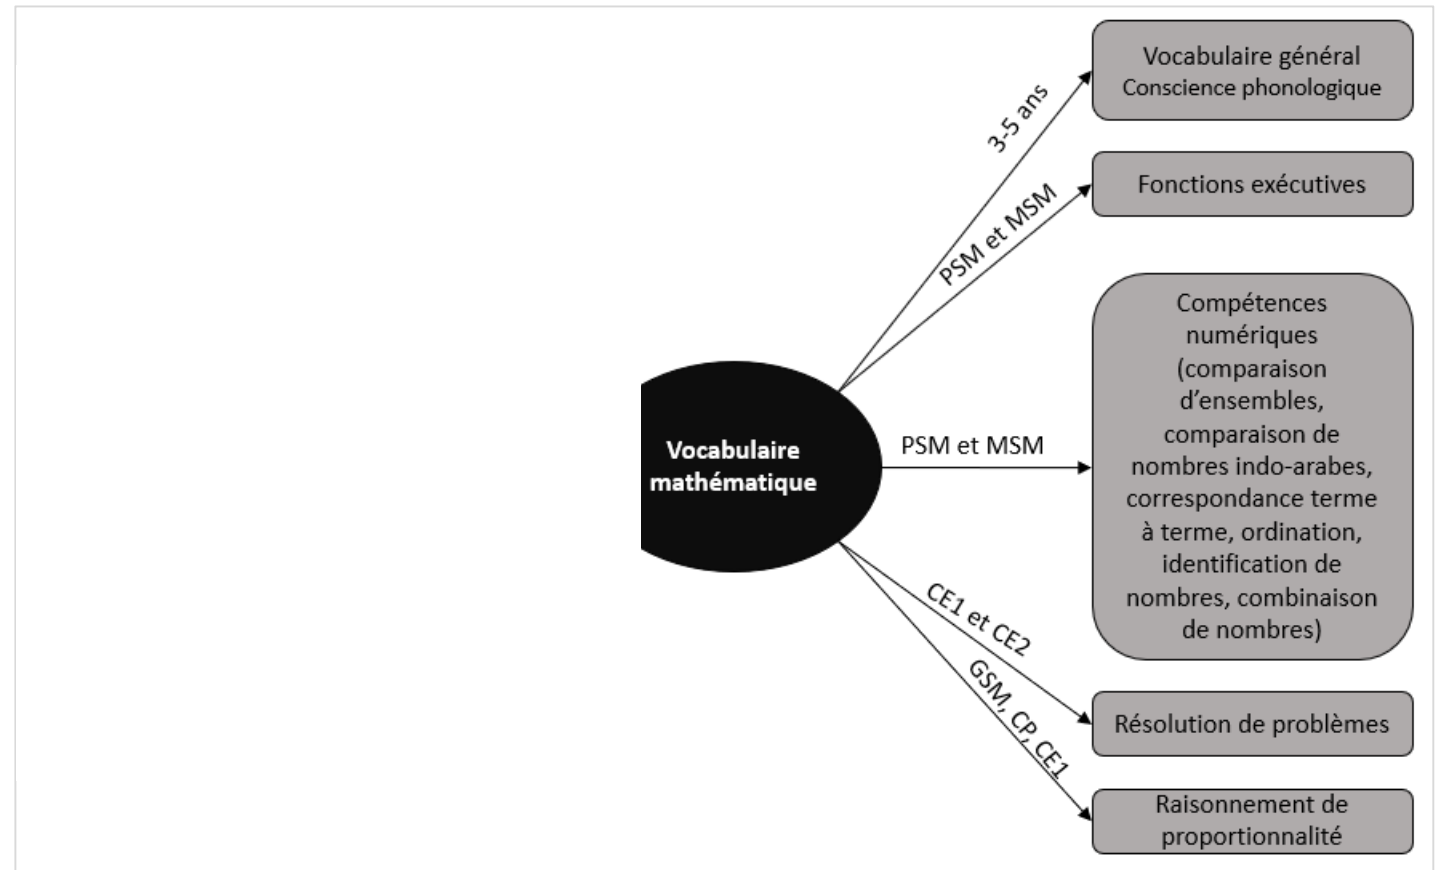 Vocabulaire général
Conscience phonologique
3-5 ans
Fonctions exécutives
PSM et MSM
Compétences
numériques
(comparaison
d’ensembles,
comparaison de
nombres indo-arabes,
correspondance terme
à terme, ordination,
identification de
nombres, combinaison
de nombres)
PSM et MSM
Vocabulaire
mathématique
CE1 et CE2
Résolution de problèmes
GSM, CP, CE1
Raisonnement de
proportionnalité